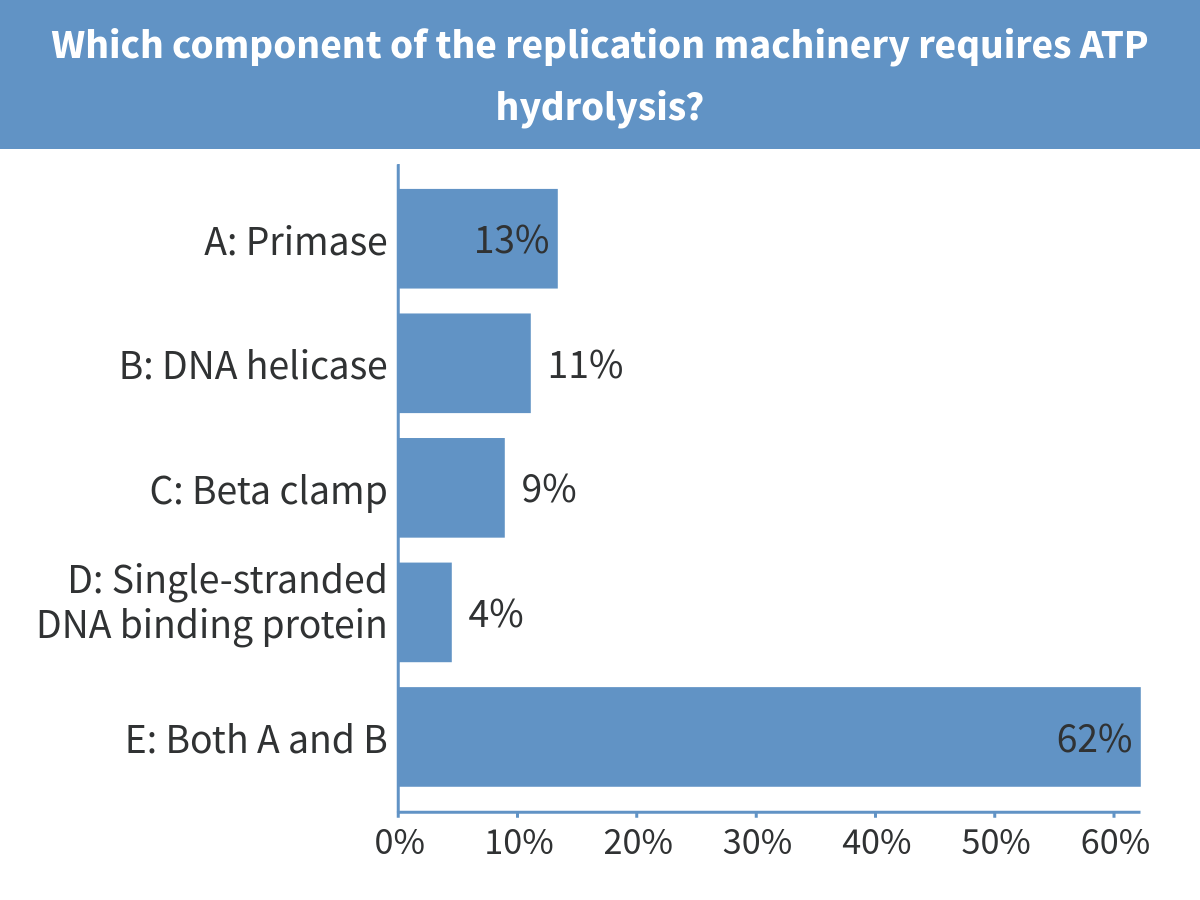 Which component of the replication machinery requires ATP
hydrolysis?
A: Primase
13%
B: DNA helicase
11%
C: Beta clamp
9%
D: Single-stranded
DNA binding protein
4%
E: Both A and B
62%
0% 10% 20% 30% 40% 50% 60%